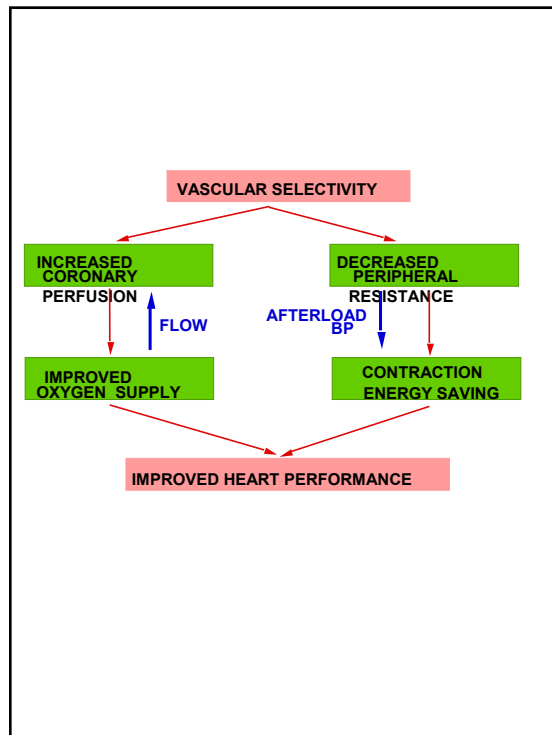 VASCULAR SELECTIVITY
INCREASED
CORONARY
PERFUSION
DECREASED
PERIPHERAL
RESISTANCE
FLOW
AFTERLOAD
BP
IMPROVED
OXYGEN SUPPLY
CONTRACTION
ENERGY SAVING
IMPROVED HEART PERFORMANCE